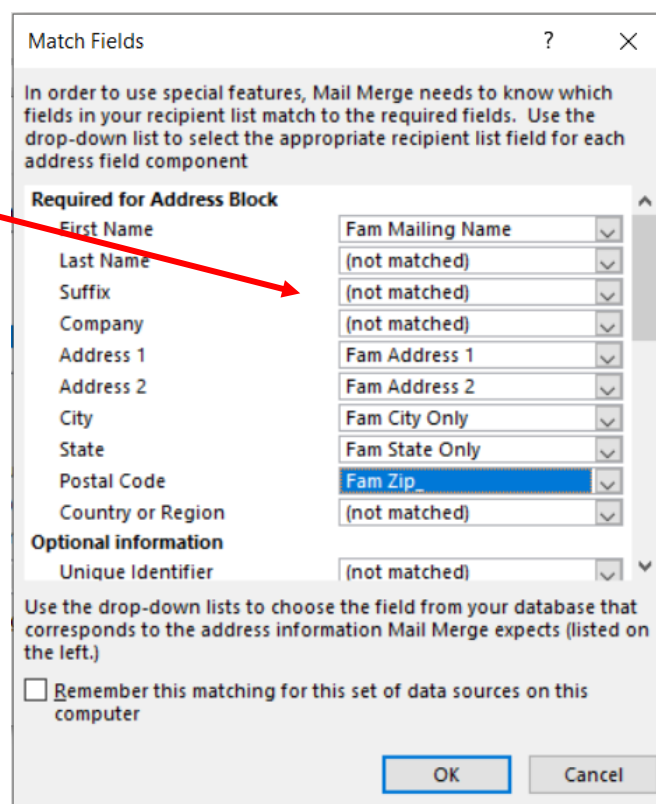 Match Fields ?
In order to use special features, Mail Merge needs to know which
fields in your recipient list match to the required fields. Use the
drop-down list to select the appropriate recipient list field for each
address field component
Required for Address Block
First Name Fam Mailing Name
Last Name (not matched)
Suffix (not matched)
Company (not matched)
Address 1 Fam Address 1
Address 2 Fam Address 2
City Fam City Only
State Fam State Only
Postal Code Fam Zip_
Country or Region (not matched)
Optional information
Unique Identifier (not matched)
Use the drop-down lists to choose the field from your database that
corresponds to the address information Mail Merge expects (listed on
the left.)
Remember this matching for this set of data sources on this
computer
OK Cancel